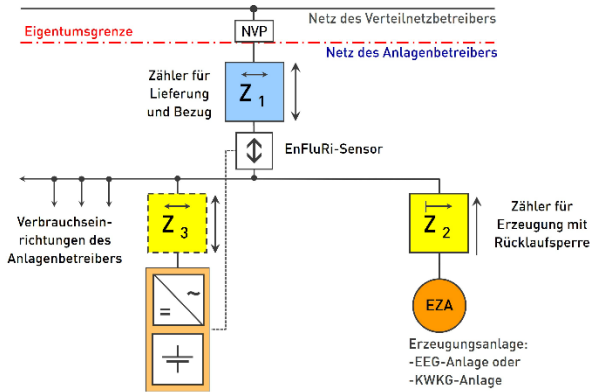 Netz des Verteilnetzbetreibers
Eigentumsgrenze
NVP
Netz des Anlagenbetreibers
Zähler für
Lieferung
und Bezug
Z 1
EnFluRi-Sensor
Verbrauchsein-
richtungen des
Anlagenbetreibers
Z 3
Z 2
Zähler für
Erzeugung mit
Rücklaufsperre
~
=
EZA
Erzeugungsanlage:
-EEG-Anlage oder
-KWKG-Anlage